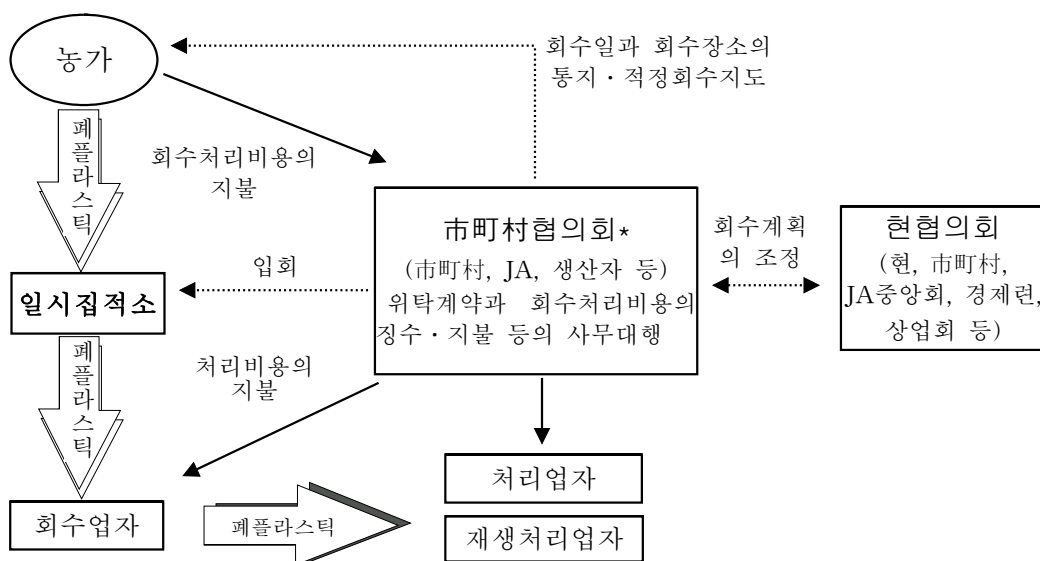 농가
회수일과 회수장소의
통지・적정회수지도
폐플라스틱
회수처리비용의
지불
市町村협의회*
(市町村, JA, 생산자 등)
위탁계약과 회수처리비용의
징수・지불 등의 사무대행
회수계획
의 조정
현협의회
(현, 市町村,
JA중앙회, 경제련,
상업회 등)
입회
일시집적소
폐플라스틱
처리비용의
지불
회수업자
폐플라스틱
처리업자
재생처리업자